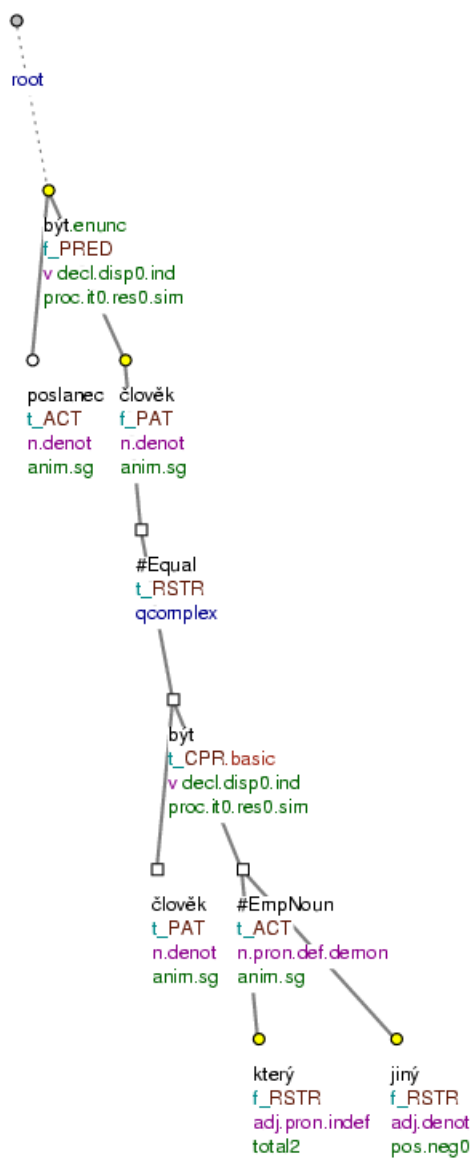 root
být.enunc
f_PRED
v decl.disp0.ind
proc.it0.res0.sim
poslanec
t_ACT
n.denot
anim.sg
člověk
f_PAT
n.denot
anim.sg
#Equal
t_RSTR
qcomplex
být
t_CPR.basic
v decl.disp0.ind
proc.it0.res0.sim
člověk
t_PAT
n.denot
anim.sg
#EmpNoun
t_ACT
n.pron.def.demon
anim.sg
který
f_RSTR
adj.pron.indef
total2
jiný
f_RSTR
adj.denot
pos.neg0